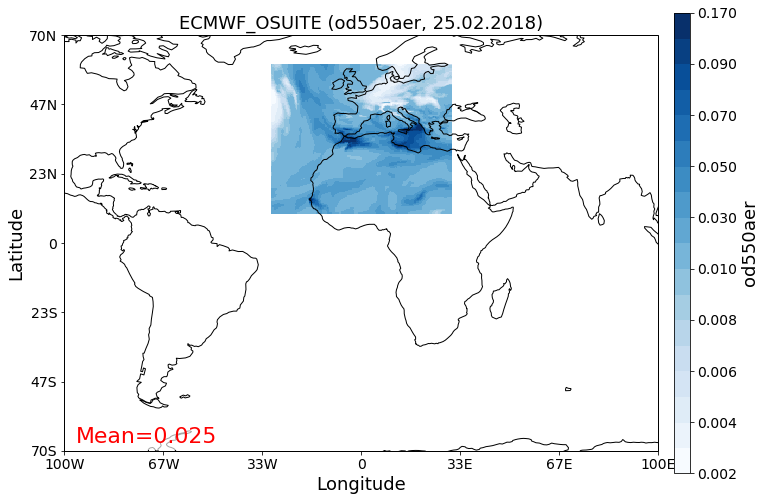 ECMWF_OSUITE (od550aer, 25.02.2018)
70N
47N
23N
0
23S
47S
70S
Latitude
Mean=0.025
100W
67W
33W
0
33E
67E
100E
Longitude
0.170
0.090
0.070
0.050
0.030
0.010
0.008
0.006
0.004
0.002
od550aer